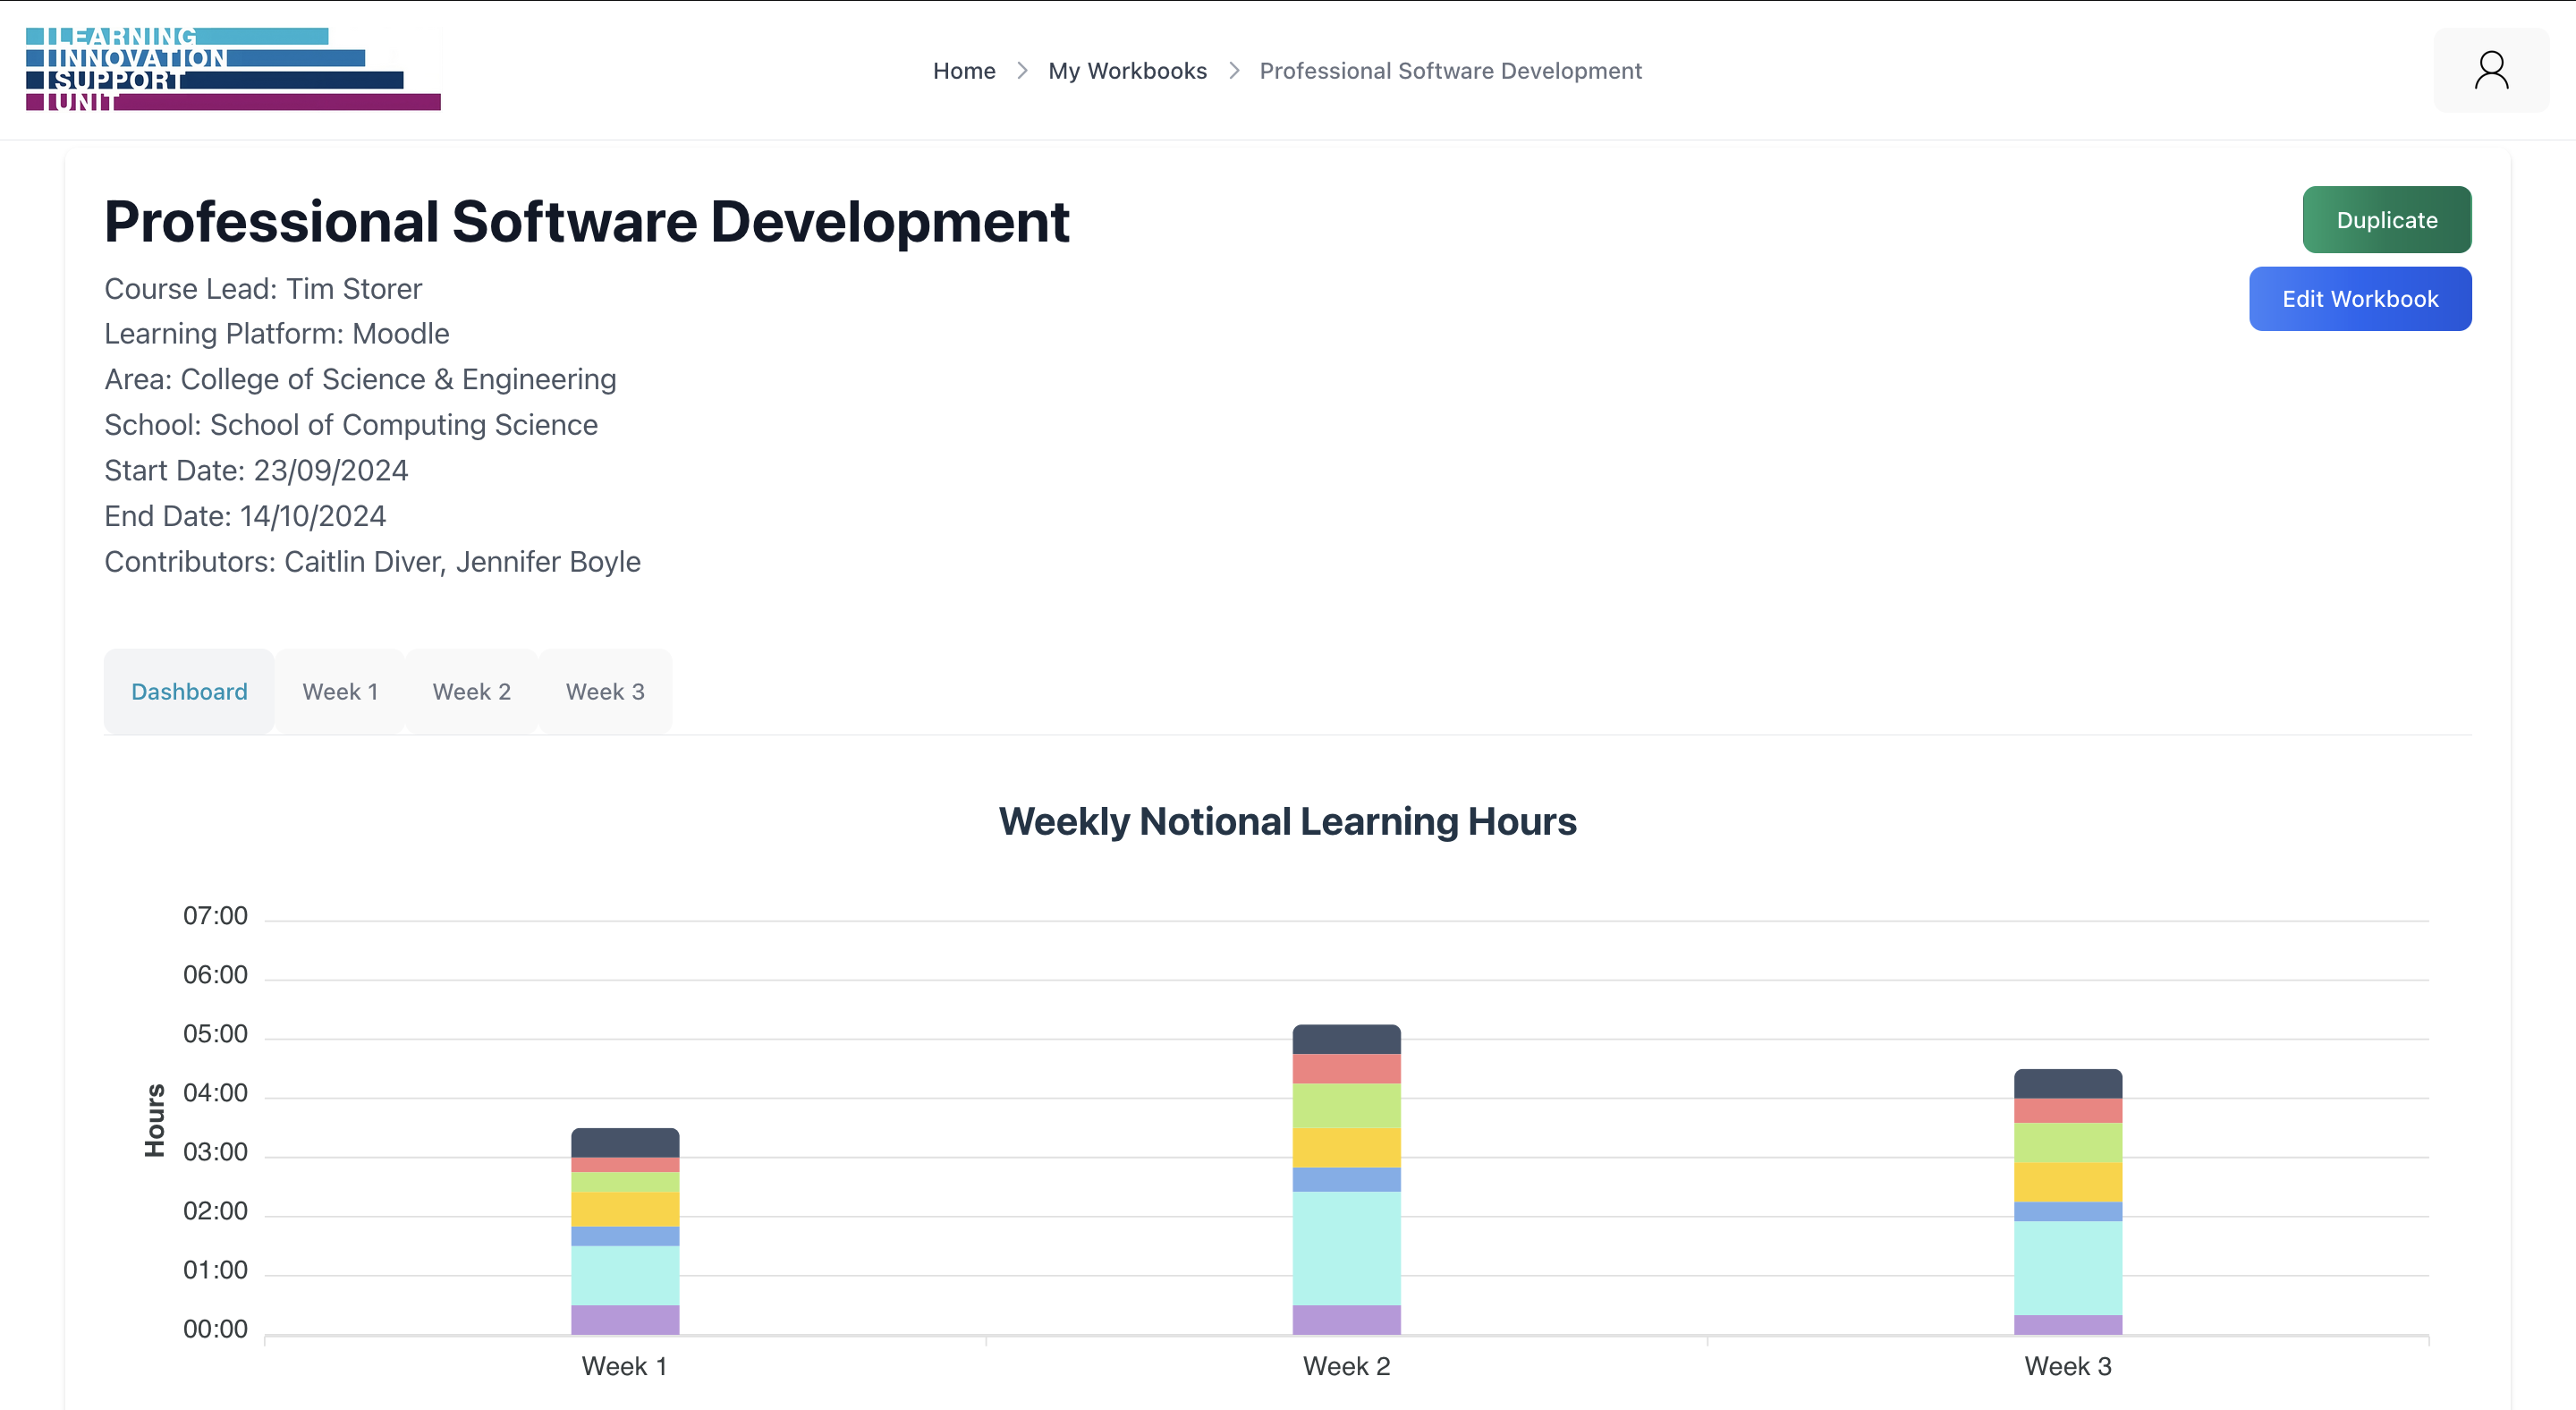 LEARNING
INNOVATION
SUPPORT
UNIT
Home > My Workbooks > Professional Software Development
Professional Software Development
Duplicate
Edit Workbook
Course Lead: Tim Storer
Learning Platform: Moodle
Area: College of Science & Engineering
School: School of Computing Science
Start Date: 23/09/2024
End Date: 14/10/2024
Contributors: Caitlin Diver, Jennifer Boyle
Dashboard Week 1 Week 2 Week 3
Weekly Notional Learning Hours
07:00
06:00
05:00
04:00
03:00
02:00
01:00
00:00
Hours
Week 1 Week 2 Week 3